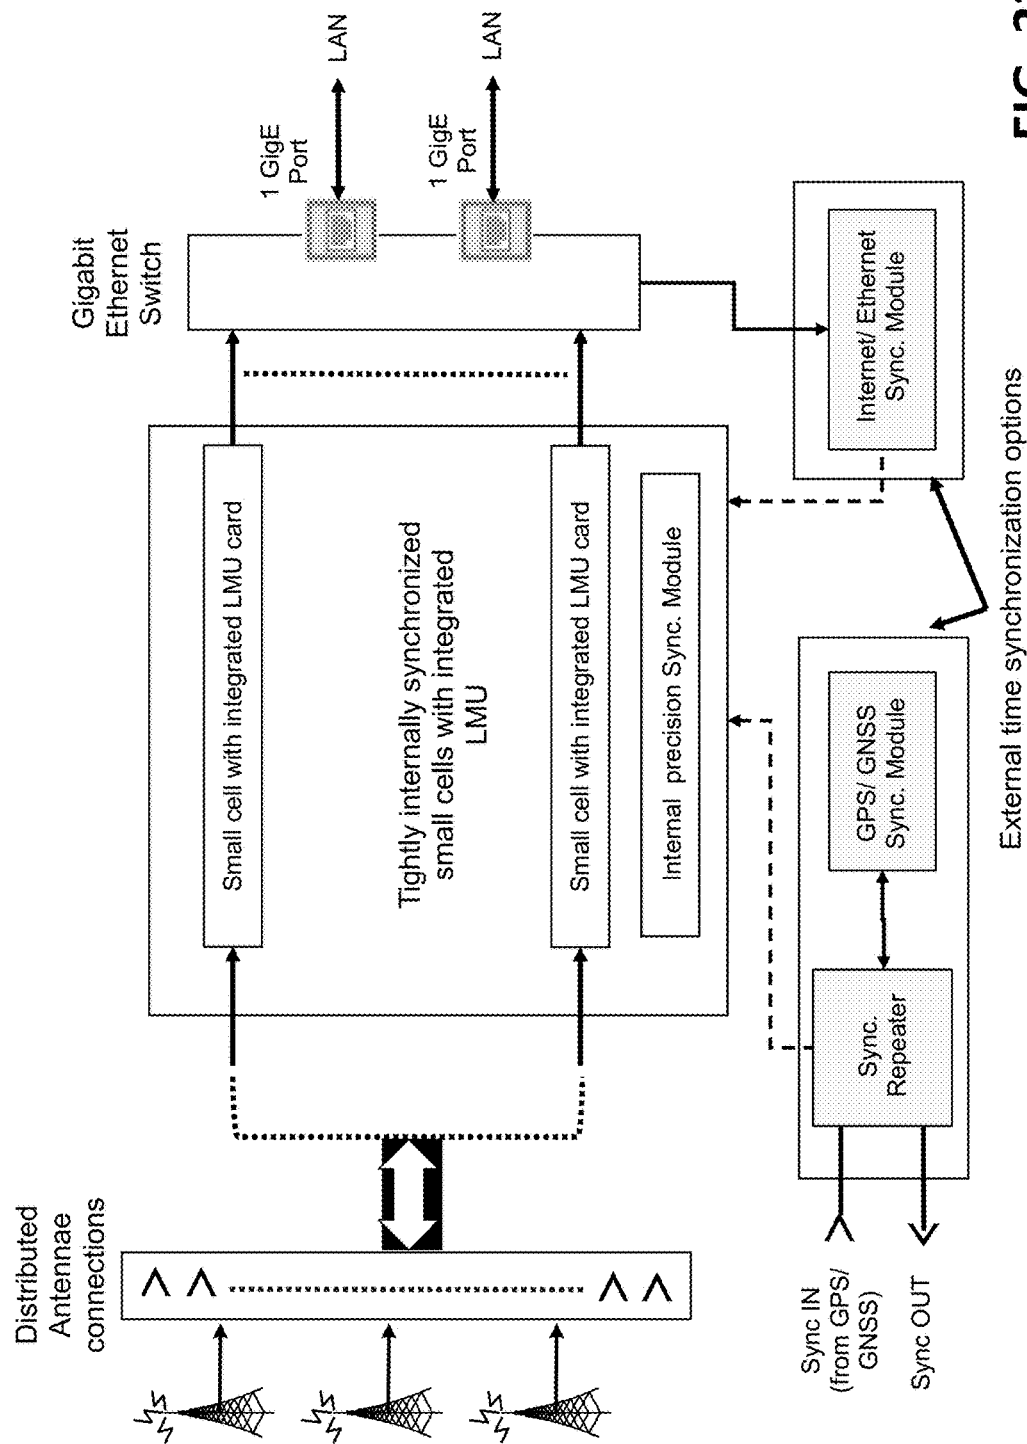 Distributed
Antennae
connections
Gigabit
Ethernet
Switch
1 GigE
Port
LAN
1 GigE
Port
LAN
Small cell with integrated LMU card
Tightly internally synchronized
small cells with integrated
LMU
Small cell with integrated LMU card
Internal precision Sync. Module
Sync IN
(from GPS/
GNSS)
Sync OUT
Sync.
Repeater
GPS/ GNSS
Sync. Module
Internet/ Ethernet
Sync. Module
External time synchronization options
FIG.